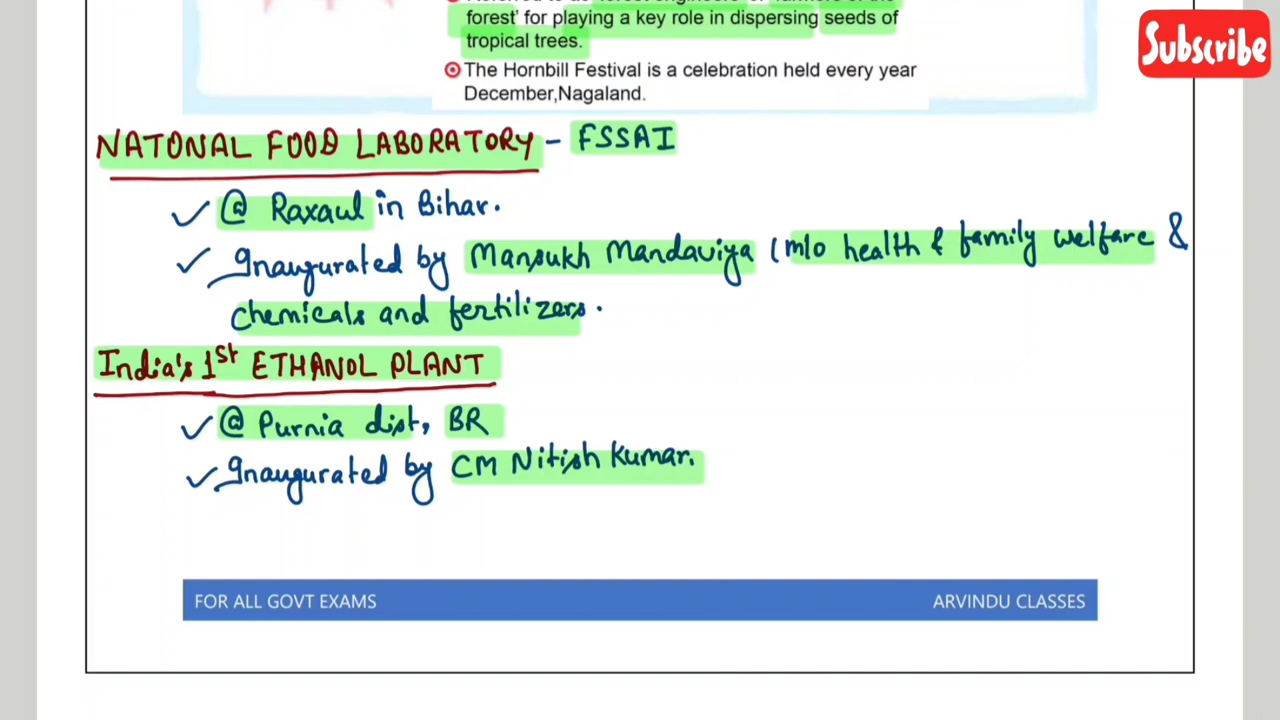 forest' for playing a key role in dispersing seeds of
tropical trees.
The Hornbill Festival is a celebration held every year
December,Nagaland.
Subscribe
NATONAL FOOD LABORATORY - FSSAI
✓ @ Raxaul in Bihar.
✓ Inaugurated by Mansukh Mandaviya (m/o health & family welfare &
chemicals and fertilizers.
India's 1st ETHANOL PLANT
✓ @ Purnia dist, BR
✓ Inaugurated by CM Nitish Kumar.
FOR ALL GOVT EXAMS
ARVINDU CLASSES